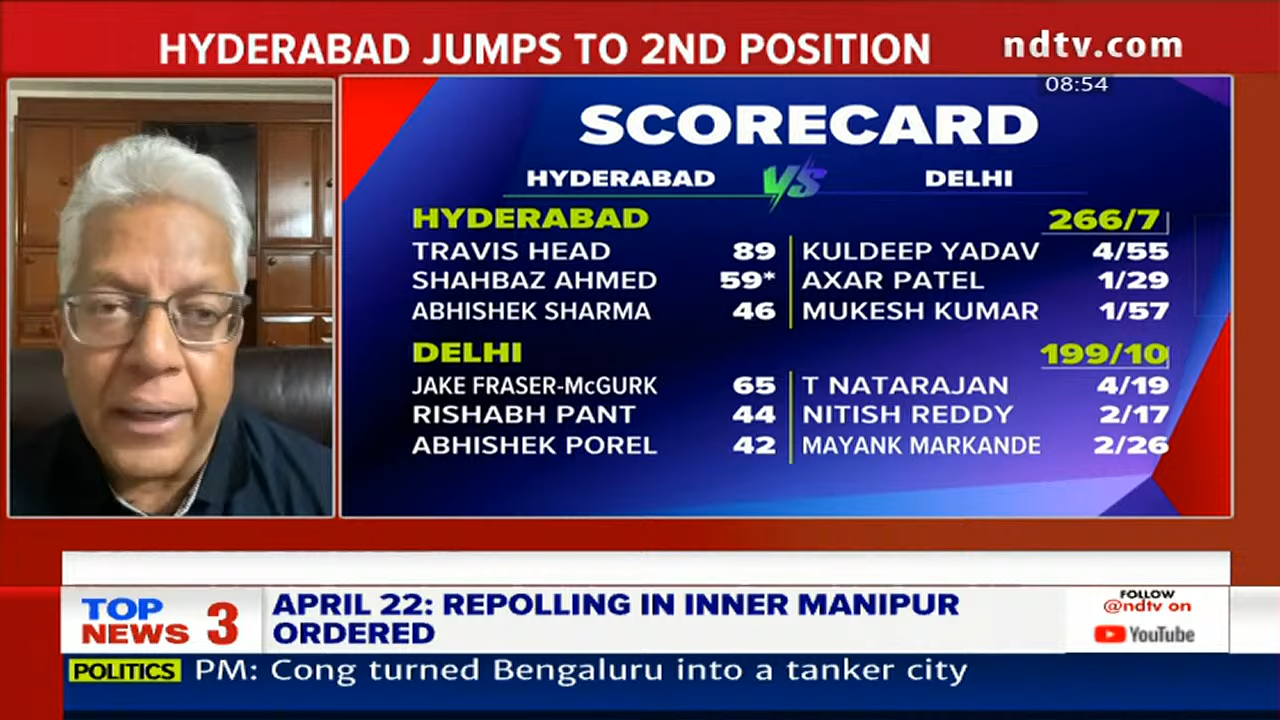 HYDERABAD JUMPS TO 2ND POSITION
ndtv.com
08:54
SCORECARD
HYDERABAD VS DELHI
HYDERABAD 266/7
TRAVIS HEAD 89 KULDEEP YADAV 4/55
SHAHBAZ AHMED 59* AXAR PATEL 1/29
ABHISHEK SHARMA 46 MUKESH KUMAR 1/57
DELHI 199/10
JAKE FRASER-McGURK 65 T NATARAJAN 4/19
RISHABH PANT 44 NITISH REDDY 2/17
ABHISHEK POREL 42 MAYANK MARKANDE 2/26
TOP NEWS 3
APRIL 22: REPOLLING IN INNER MANIPUR
ORDERED
FOLLOW
@ndtv on
YouTube
POLITICS PM: Cong turned Bengaluru into a tanker city